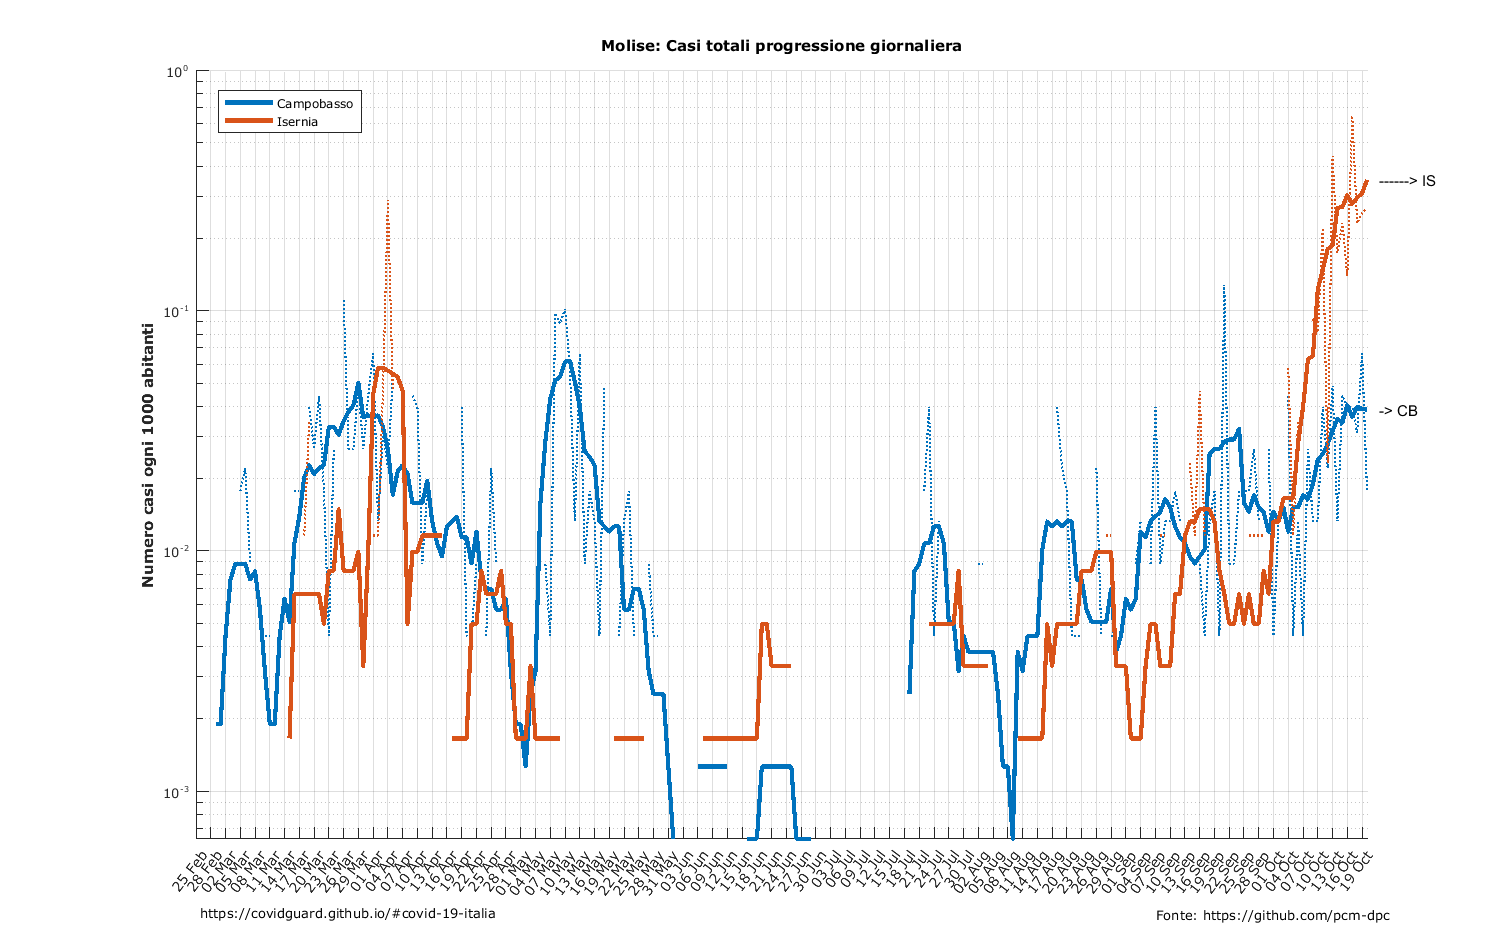 Molise: Casi totali progressione giornaliera
10^0
Campobasso
Isernia
------> IS
10^-1
-> CB
Numero casi ogni 1000 abitanti
10^-2
10^-3
25 Feb
28 Feb
02 Mar
05 Mar
08 Mar
11 Mar
14 Mar
17 Mar
20 Mar
23 Mar
26 Mar
29 Mar
01 Apr
04 Apr
07 Apr
10 Apr
13 Apr
16 Apr
19 Apr
22 Apr
25 Apr
28 Apr
01 May
04 May
07 May
10 May
13 May
16 May
19 May
22 May
25 May
28 May
31 May
03 Jun
06 Jun
09 Jun
12 Jun
15 Jun
18 Jun
21 Jun
24 Jun
27 Jun
30 Jun
03 Jul
06 Jul
09 Jul
12 Jul
15 Jul
18 Jul
21 Jul
24 Jul
27 Jul
30 Jul
02 Aug
05 Aug
08 Aug
11 Aug
14 Aug
17 Aug
20 Aug
23 Aug
26 Aug
29 Aug
01 Sep
04 Sep
07 Sep
10 Sep
13 Sep
16 Sep
19 Sep
22 Sep
25 Sep
28 Sep
01 Oct
04 Oct
07 Oct
10 Oct
13 Oct
16 Oct
19 Oct
https://covidguard.github.io/#covid-19-italia
Fonte: https://github.com/pcm-dpc